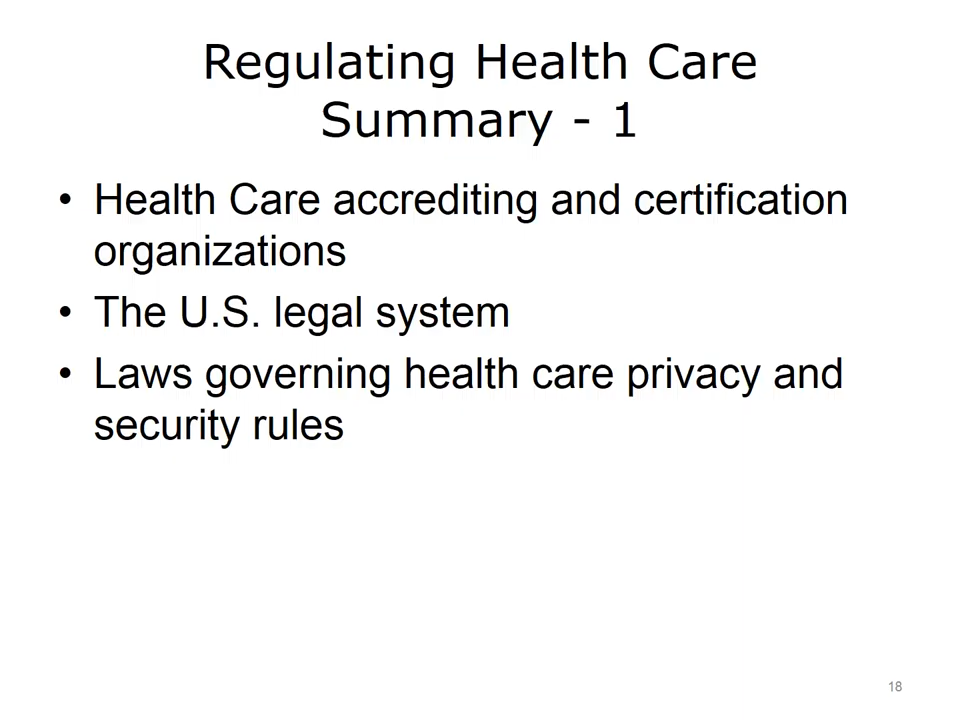 Regulating Health Care
Summary - 1
• Health Care accrediting and certification
organizations
• The U.S. legal system
• Laws governing health care privacy and
security rules
18